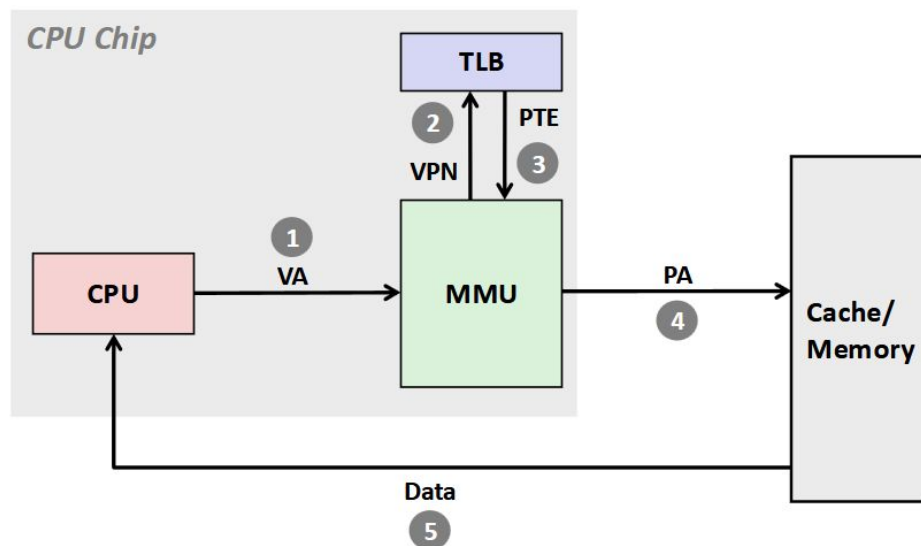 CPU Chip
TLB
2
PTE
VPN
3
1
VA
CPU
MMU
PA
4
Cache/
Memory
Data
5